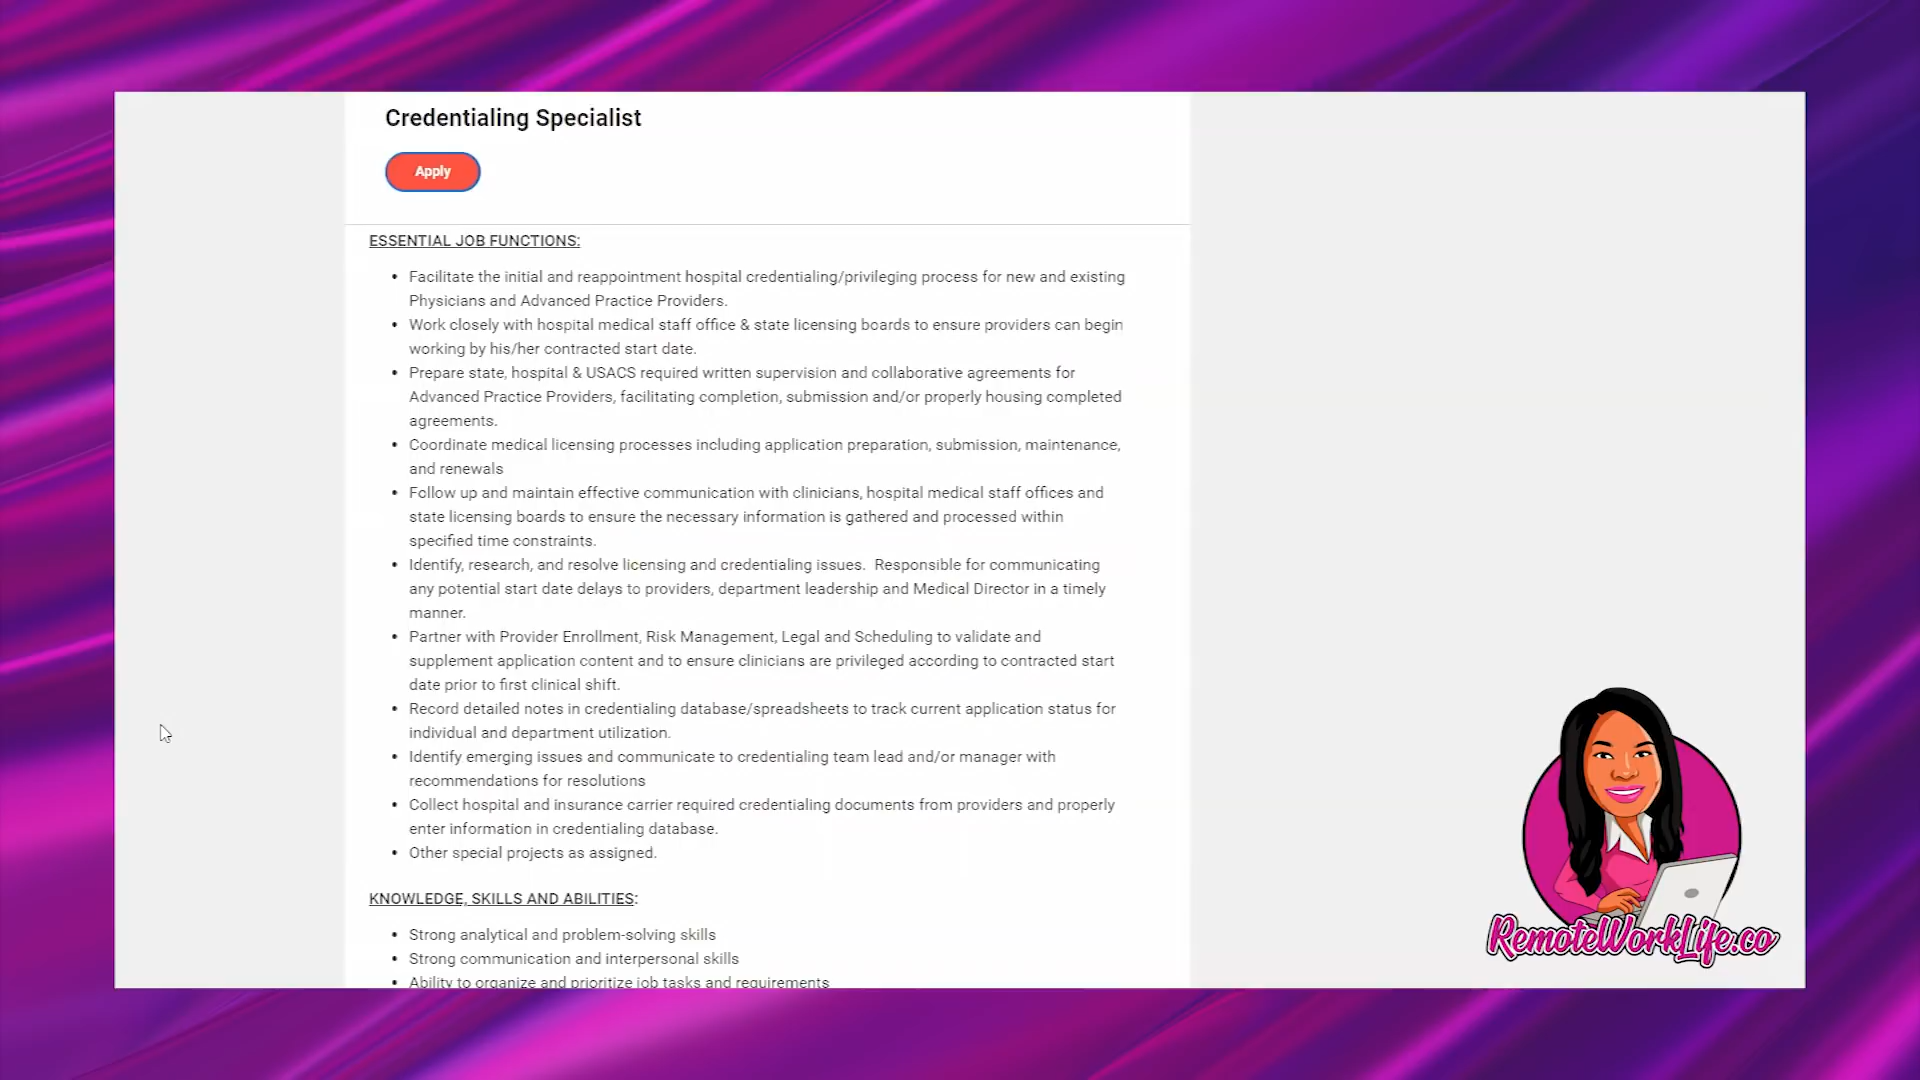 Credentialing Specialist
Apply
ESSENTIAL JOB FUNCTIONS:
• Facilitate the initial and reappointment hospital credentialing/privileging process for new and existing
Physicians and Advanced Practice Providers.
• Work closely with hospital medical staff office & state licensing boards to ensure providers can begin
working by his/her contracted start date.
• Prepare state, hospital & USACS required written supervision and collaborative agreements for
Advanced Practice Providers, facilitating completion, submission and/or properly housing completed
agreements.
• Coordinate medical licensing processes including application preparation, submission, maintenance,
and renewals
• Follow up and maintain effective communication with clinicians, hospital medical staff offices and
state licensing boards to ensure the necessary information is gathered and processed within
specified time constraints.
• Identify, research, and resolve licensing and credentialing issues.  Responsible for communicating
any potential start date delays to providers, department leadership and Medical Director in a timely
manner.
• Partner with Provider Enrollment, Risk Management, Legal and Scheduling to validate and
supplement application content and to ensure clinicians are privileged according to contracted start
date prior to first clinical shift.
• Record detailed notes in credentialing database/spreadsheets to track current application status for
individual and department utilization.
• Identify emerging issues and communicate to credentialing team lead and/or manager with
recommendations for resolutions
• Collect hospital and insurance carrier required credentialing documents from providers and properly
enter information in credentialing database.
• Other special projects as assigned.
KNOWLEDGE, SKILLS AND ABILITIES:
• Strong analytical and problem-solving skills
• Strong communication and interpersonal skills
• Ability to organize and prioritize job tasks and requirements
RemoteWorkLife.co